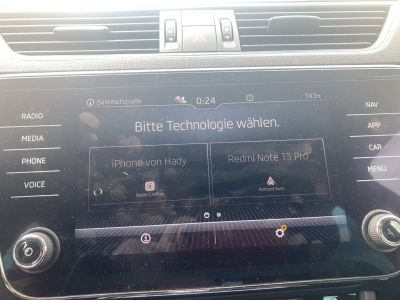 Bahnhofstraße
0:24
19.5°C
Bitte Technologie wählen.
iPhone von Hady
Apple CarPlay
Redmi Note 13 Pro
Android Auto
RADIO
MEDIA
PHONE
VOICE
NAV
APP
CAR
MENU